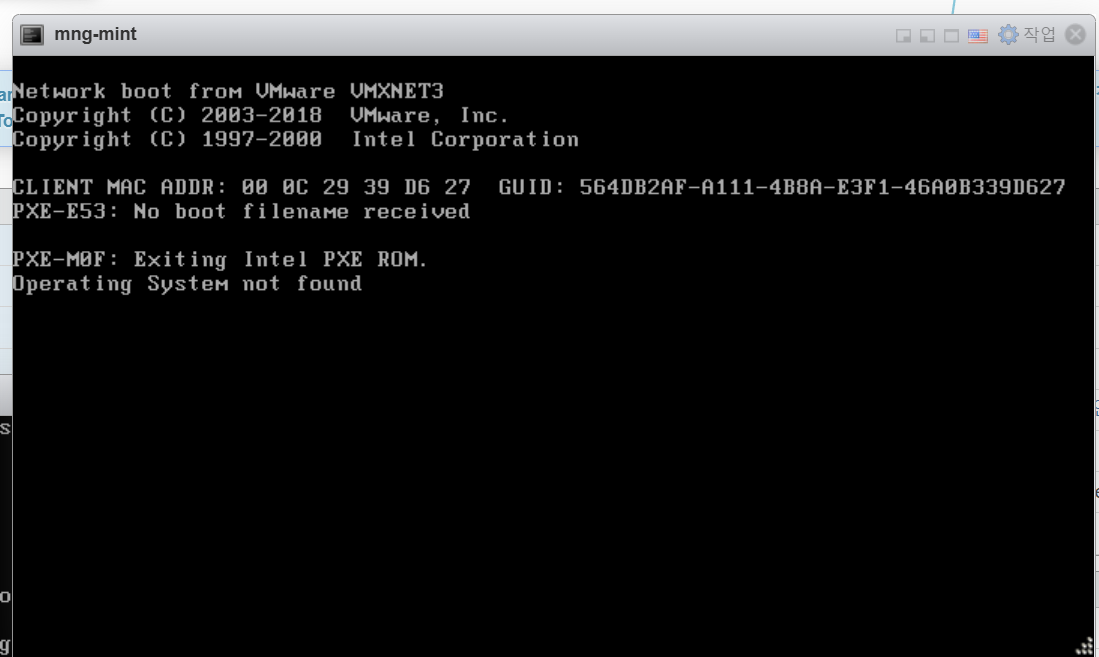 mng-mint
작업
Network boot from VMware VMXNET3
Copyright (C) 2003-2018  VMware, Inc.
Copyright (C) 1997-2000  Intel Corporation
CLIENT MAC ADDR: 00 0C 29 39 D6 27  GUID: 564DB2AF-A111-4B8A-E3F1-46A0B339D627
PXE-E53: No boot filename received
PXE-M0F: Exiting Intel PXE ROM.
Operating System not found